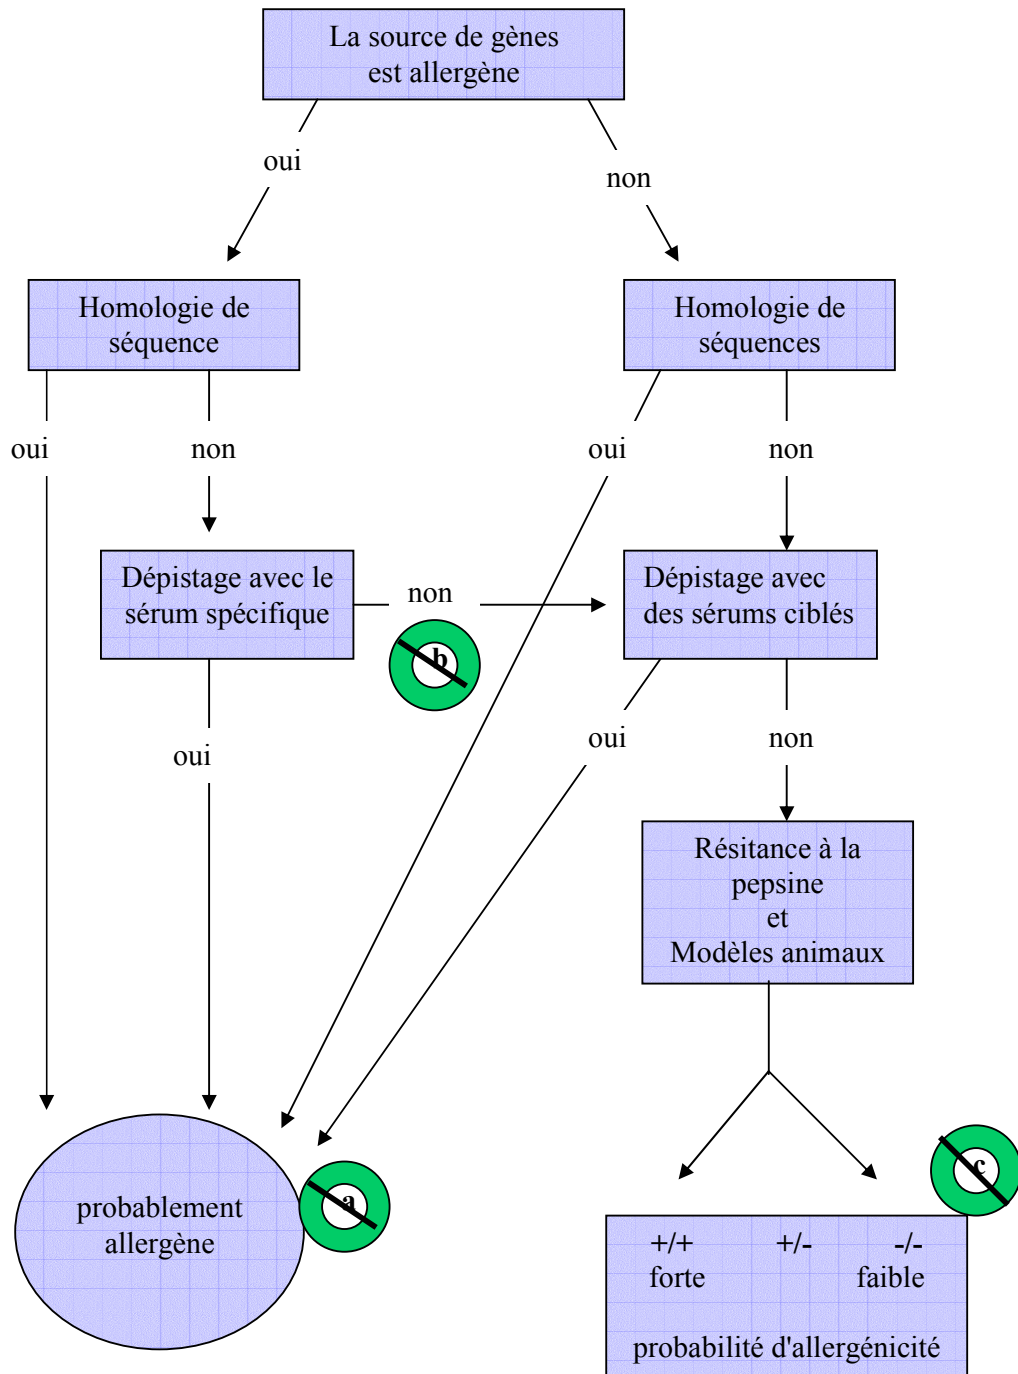 La source de gènes
est allergène
oui
non
Homologie de
séquence
Homologie de
séquences
oui
non
oui
non
Dépistage avec le
sérum spécifique
non
Dépistage avec
des sérums ciblés
b
oui
oui
non
Résitance à la
pepsine
et
Modèles animaux
probablement
allergène
a
c
+/+ +/- -/-
forte faible
probabilité d'allergénicité